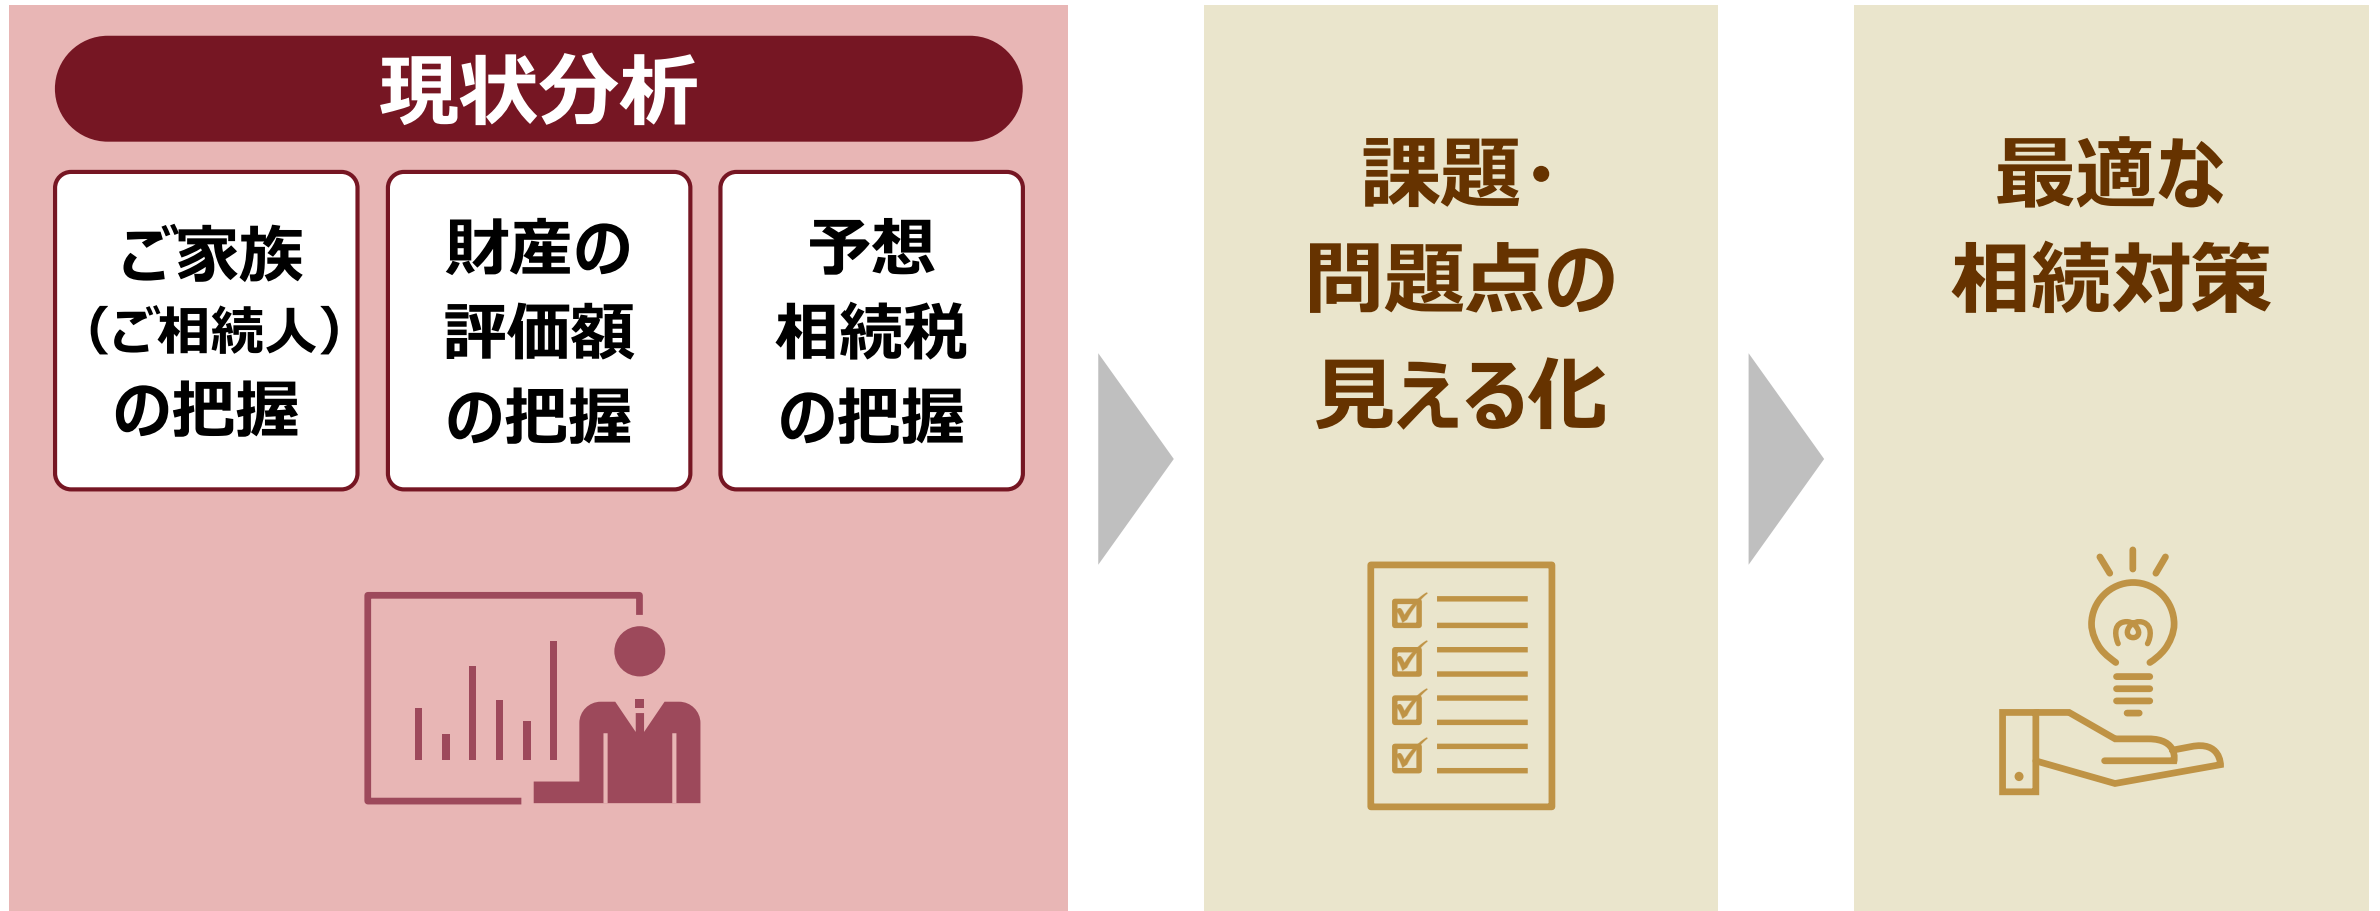 現状分析
ご家族
（ご相続人）
の把握
財産の
評価額
の把握
予想
相続税
の把握
課題・
問題点の
見える化
最適な
相続対策